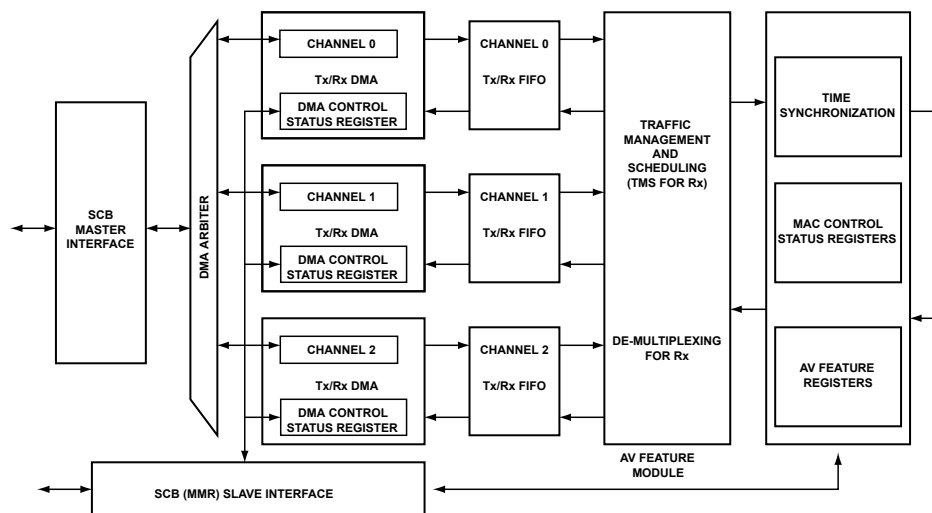 SCB
MASTER
INTERFACE
DMA ARBITER
CHANNEL 0
Tx/Rx DMA
DMA CONTROL
STATUS REGISTER
CHANNEL 0
Tx/Rx FIFO
CHANNEL 1
Tx/Rx DMA
DMA CONTROL
STATUS REGISTER
CHANNEL 1
Tx/Rx FIFO
CHANNEL 2
Tx/Rx DMA
DMA CONTROL
STATUS REGISTER
CHANNEL 2
Tx/Rx FIFO
TRAFFIC
MANAGEMENT
AND
SCHEDULING
(TMS FOR Rx)
DE-MULTIPLEXING
FOR Rx
AV FEATURE
MODULE
TIME
SYNCHRONIZATION
MAC CONTROL
STATUS REGISTERS
AV FEATURE
REGISTERS
SCB (MMR) SLAVE INTERFACE